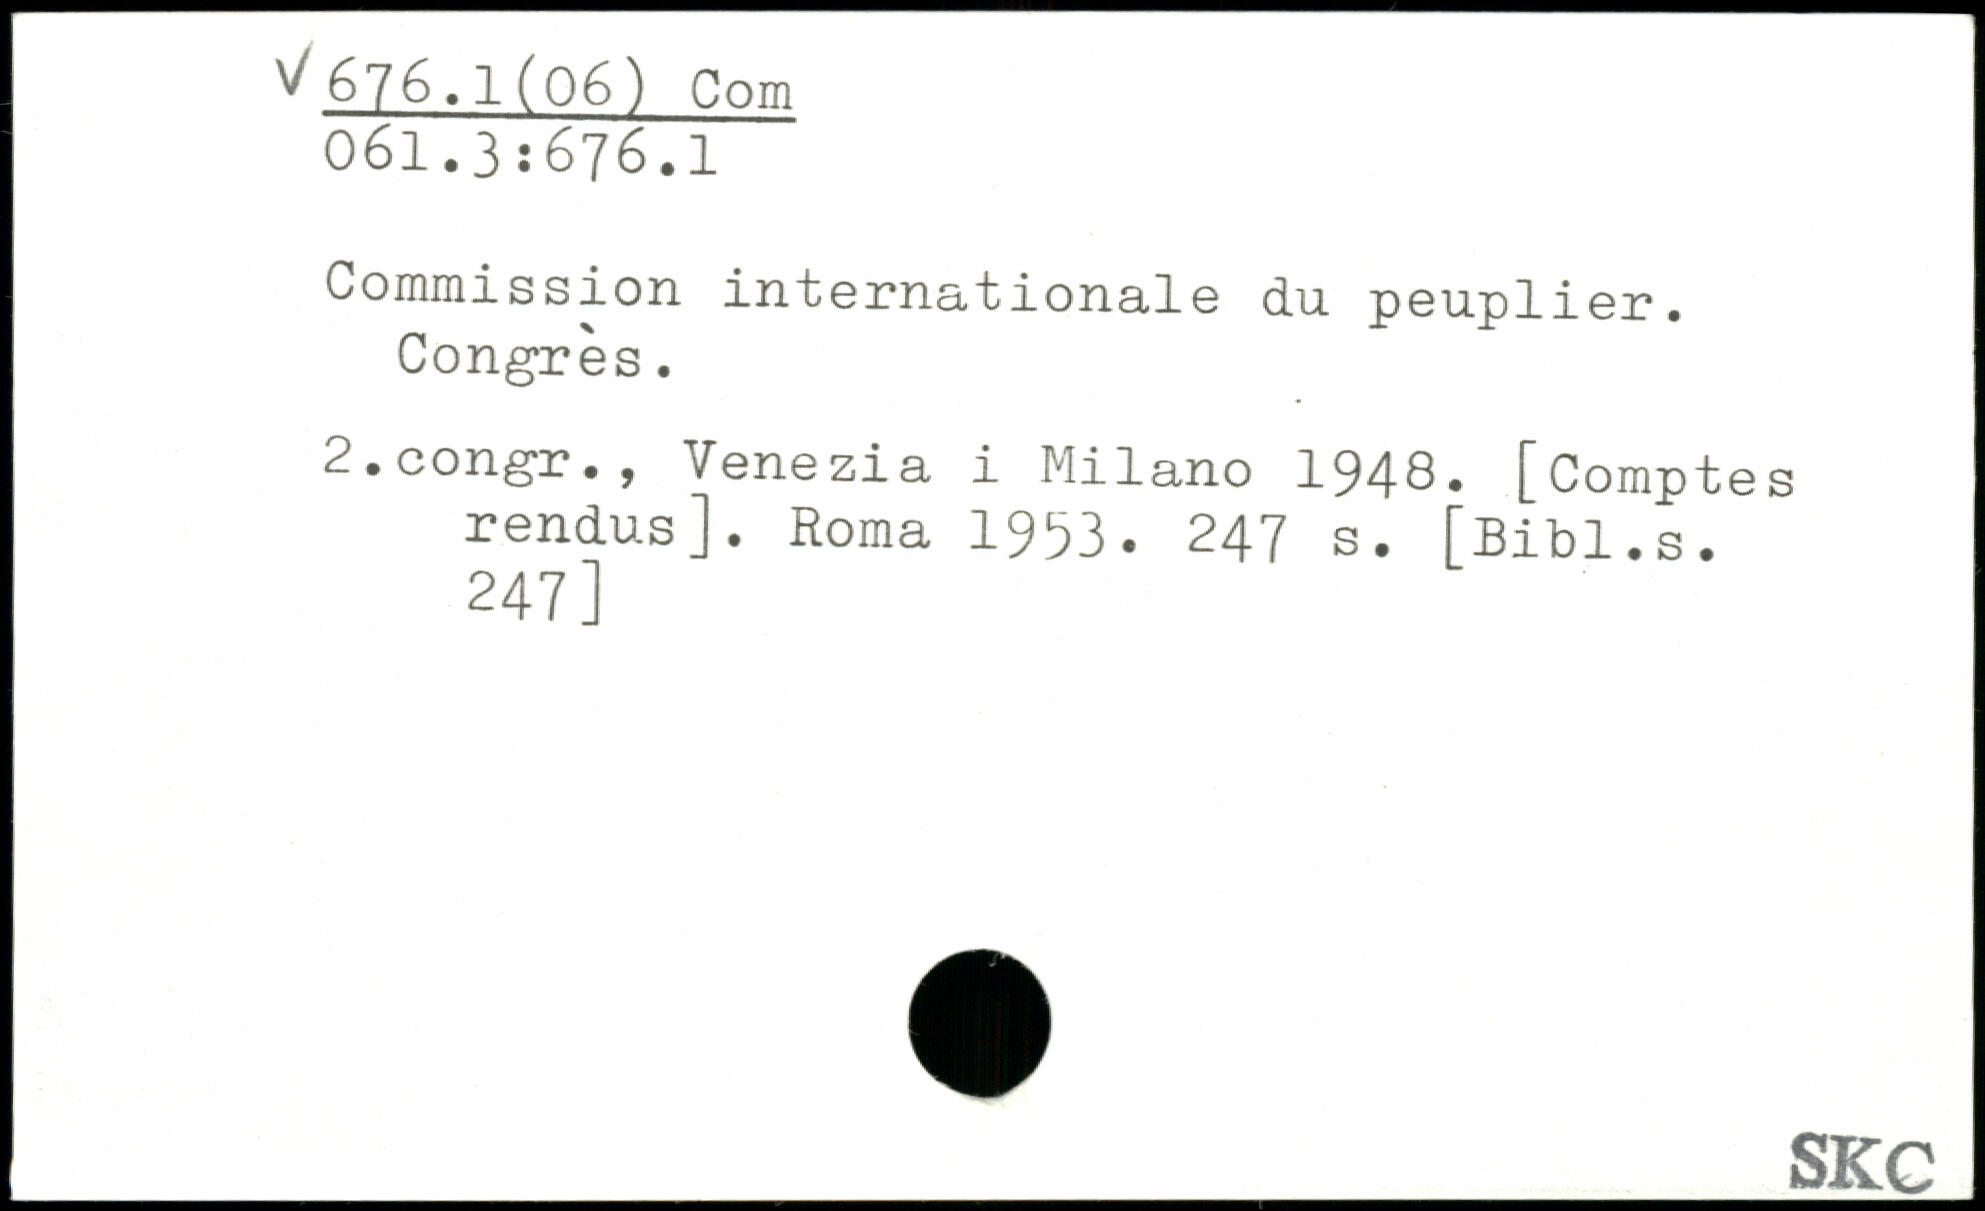 √ 676.1(06) Com
061.3:676.1
Commission internationale du peuplier.
Congrès.
2.congr., Venezia i Milano 1948. [Comptes
rendus]. Roma 1953. 247 s. [Bibl.s.
247]
SKC